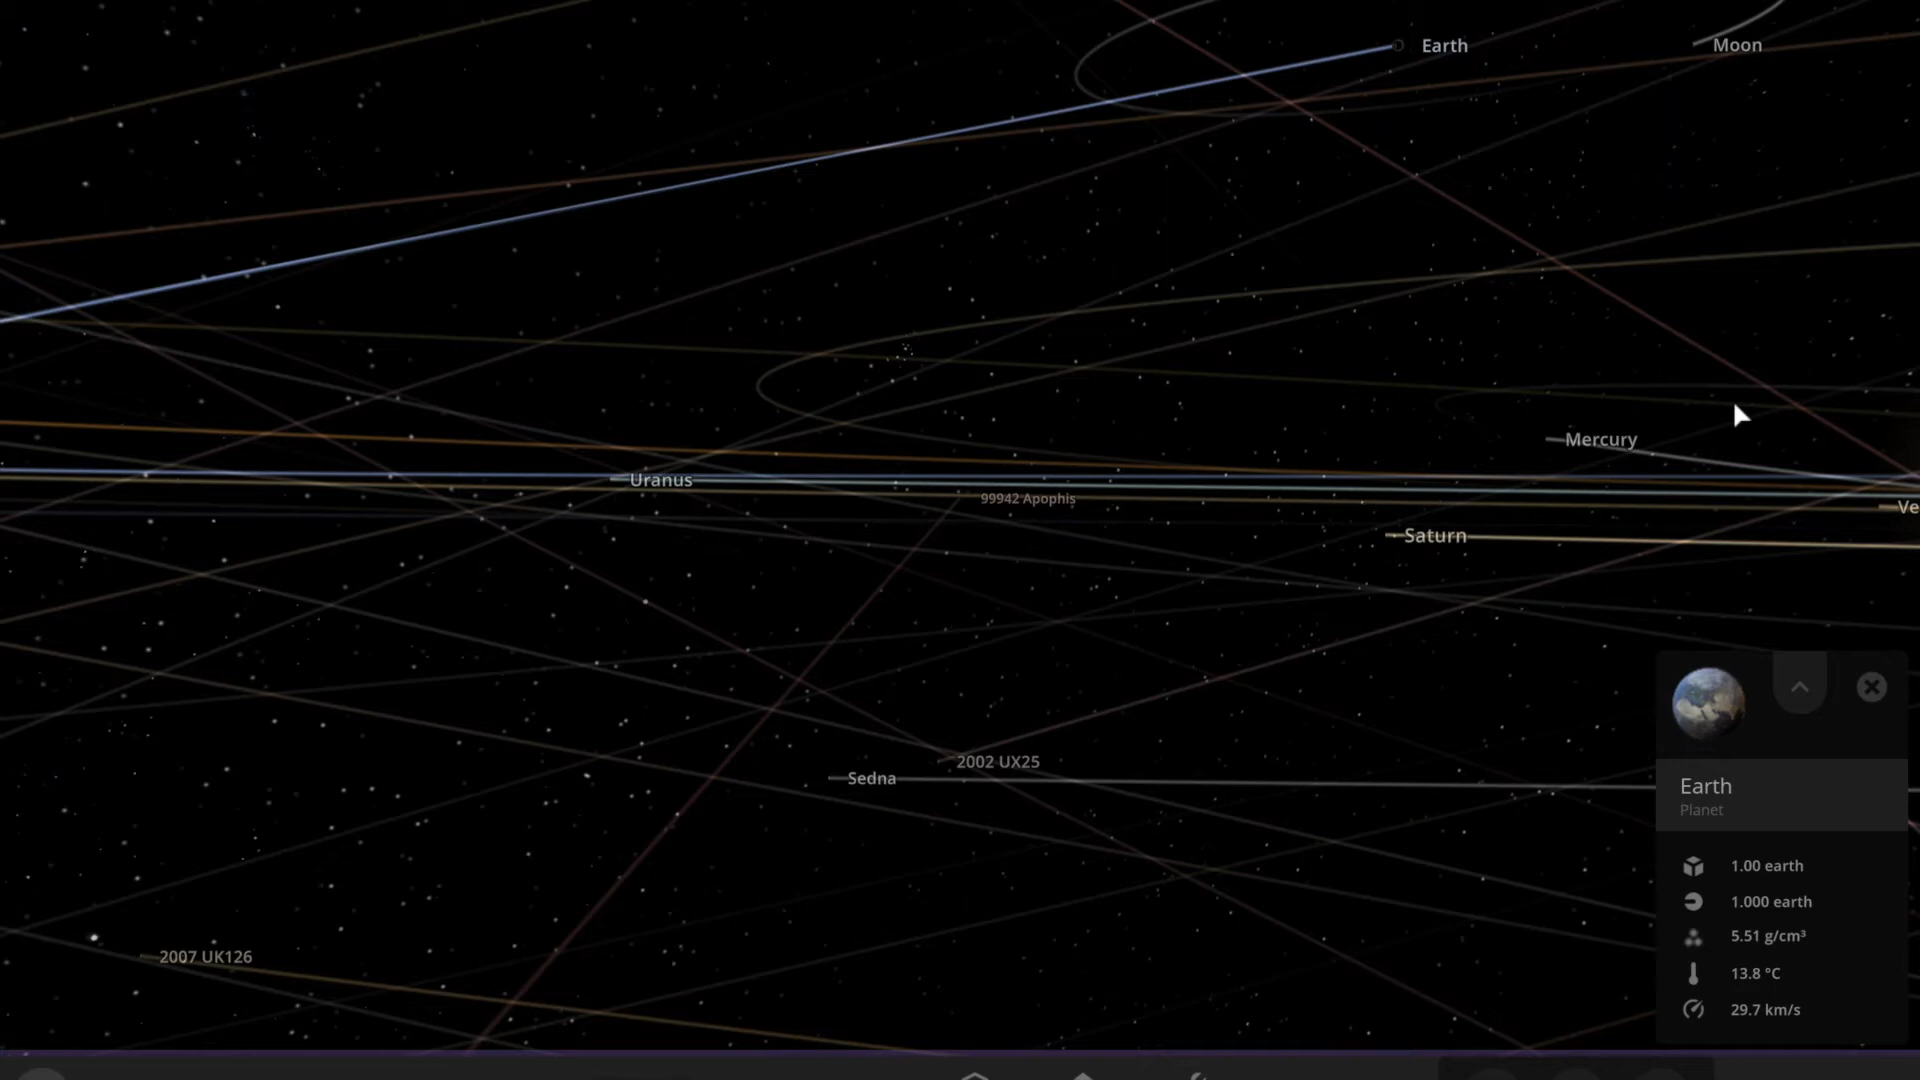 Earth
Moon
Mercury
Uranus
99942 Apophis
Ve
Saturn
2002 UX25
Sedna
2007 UK126
Earth
Planet
1.00 earth
1.000 earth
5.51 g/cm³
13.8 °C
29.7 km/s